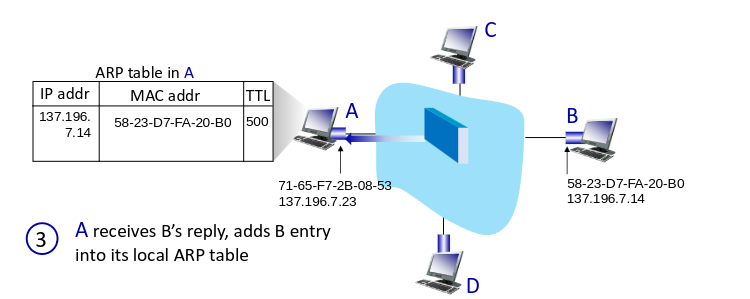 C
ARP table in A
IP addr MAC addr TTL
137.196.
7.14
58-23-D7-FA-20-B0
500
A
B
71-65-F7-2B-08-53
137.196.7.23
58-23-D7-FA-20-B0
137.196.7.14
3
A receives B's reply, adds B entry
into its local ARP table
D